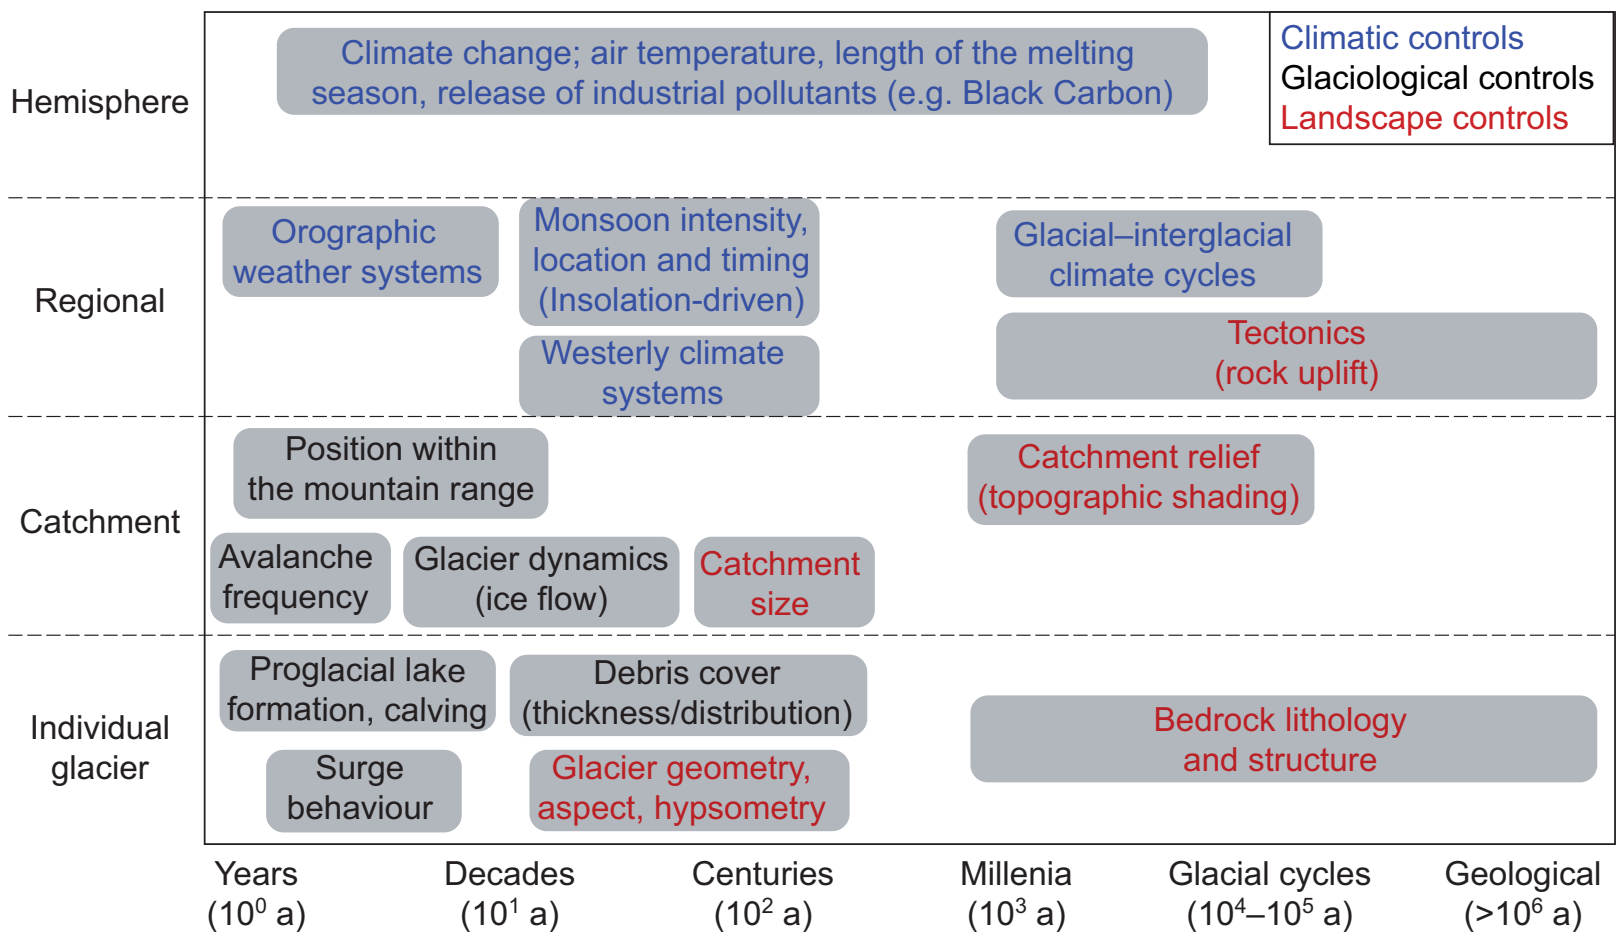 Climate change; air temperature, length of the melting
season, release of industrial pollutants (e.g. Black Carbon)
Climatic controls
Glaciological controls
Landscape controls
Hemisphere
Orographic
weather systems
Monsoon intensity,
location and timing
(Insolation-driven)
Westerly climate
systems
Glacial–interglacial
climate cycles
Tectonics
(rock uplift)
Regional
Position within
the mountain range
Catchment relief
(topographic shading)
Catchment
Avalanche
frequency
Glacier dynamics
(ice flow)
Catchment
size
Proglacial lake
formation, calving
Debris cover
(thickness/distribution)
Bedrock lithology
and structure
Individual
glacier
Surge
behaviour
Glacier geometry,
aspect, hypsometry
Years
(10⁰ a)
Decades
(10¹ a)
Centuries
(10² a)
Millenia
(10³ a)
Glacial cycles
(10⁴–10⁵ a)
Geological
(>10⁶ a)